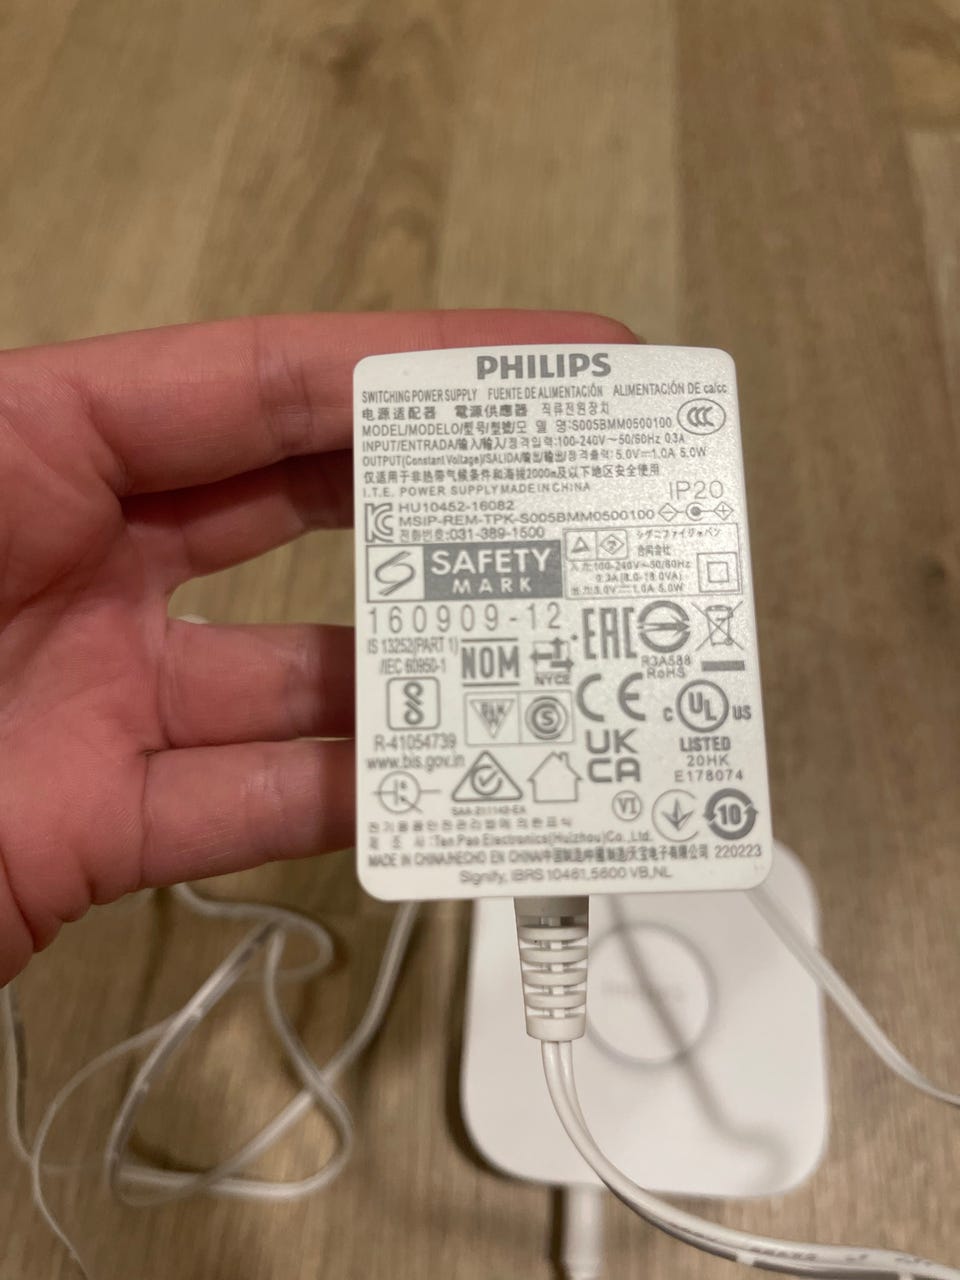 PHILIPS
SWITCHING POWER SUPPLY FUENTE DE ALIMENTACIÓN ALIMENTACIÓN DE ca/cc
电源适配器 電源供應器 직류전원장치
MODEL/MODELO/型号/型號/모 델 명:S005BMM0500100
INPUT/ENTRADA/输入/輸入/정격입력:100-240V~50/60Hz 0.3A
OUTPUT(Constant Voltage)/SALIDA/输出/輸出/정격출력: 5.0V⎓1.0A 5.0W
仅适用于非热带气候条件和海拔2000m及以下地区安全使用
I.T.E. POWER SUPPLY MADE IN CHINA
IP20
HU10452-16082
MSIP-REM-TPK-S005BMM0500100
전화번호:031-389-1500
SAFETY
MARK
シグニファイジャパン
合同会社
入力:100-240V~50/60Hz
0.3A(8.0-18.0VA)
出力:5.0V⎓1.0A 5.0W
160909-12
EAC
IS 13252(PART 1)
/IEC 60950-1
NOM
NYCE
R3A588
RoHS
R-41054739
www.bis.gov.in
CE
UK
CA
c UL US
LISTED
20HK
E178074
SAA-211142-EA
VI
10
전기용품안전관리법에 의한표시
제 조 사:Ten Pao Electronics(Huizhou)Co., Ltd.
MADE IN CHINA/HECHO EN CHINA/中国制造/中國製造/天宝电子有限公司 220223
Signify, IBRS 10461,5600 VB,NL